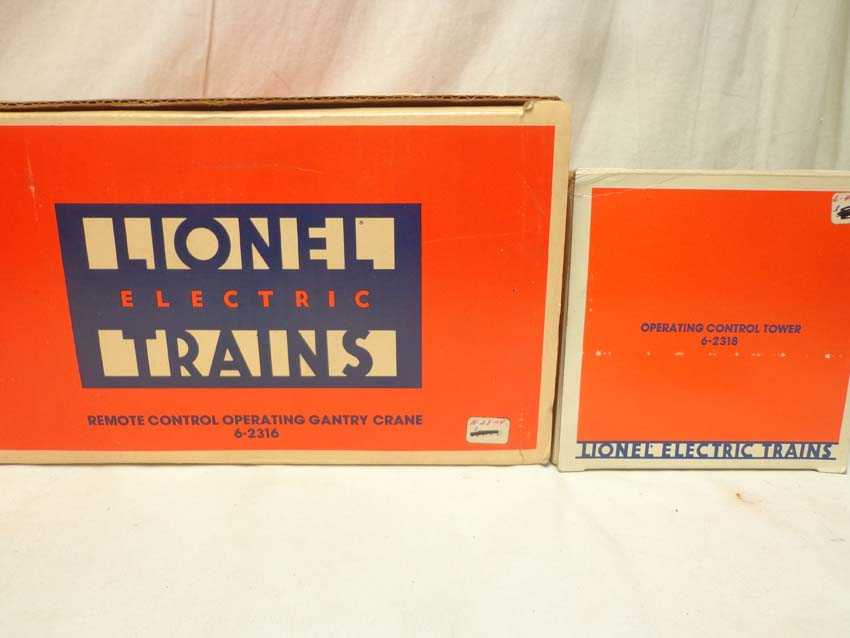 LIONEL®
ELECTRIC
TRAINS
REMOTE CONTROL OPERATING GANTRY CRANE
6-2316
OPERATING CONTROL TOWER
6-2318
LIONEL® ELECTRIC TRAINS